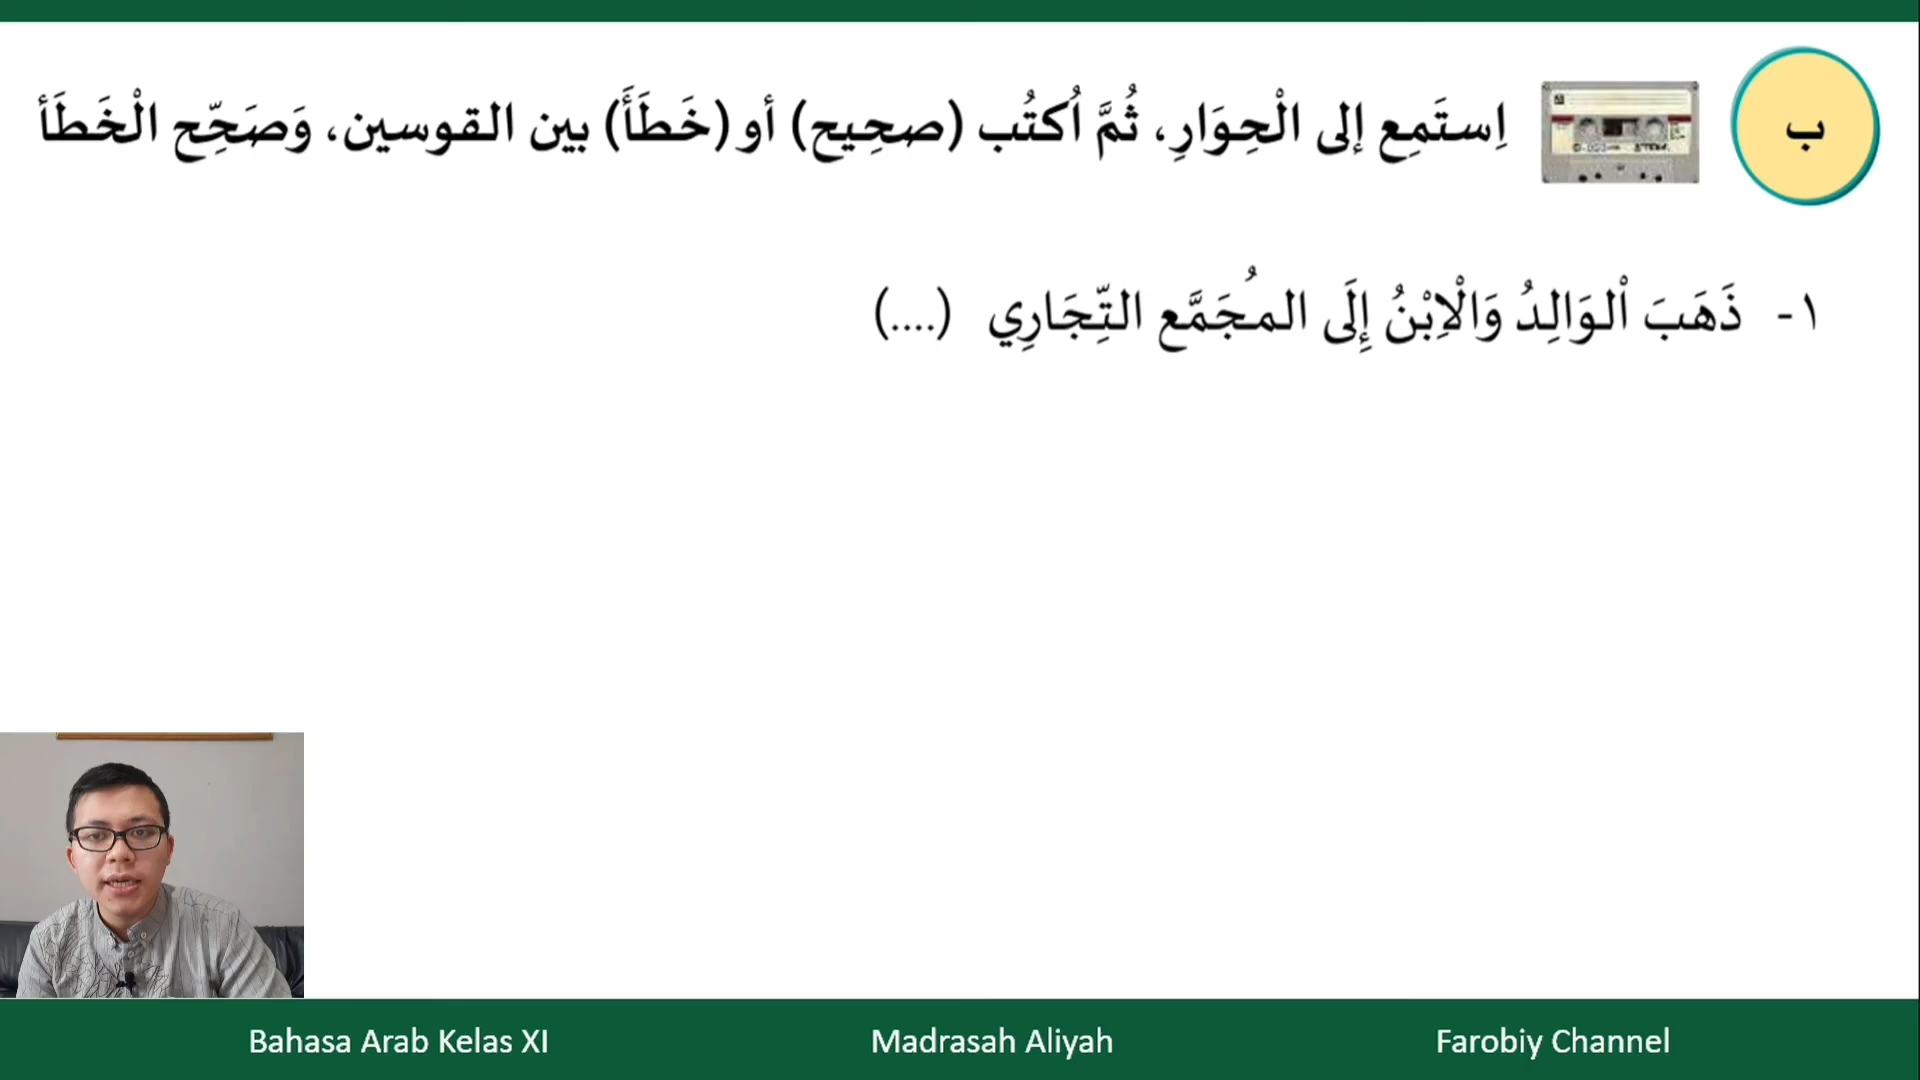 ب
اِستَمِع إلى الْحِوَارِ، ثُمَّ اُكتُب (صحِيح) أو (خَطَأَ) بين القوسين، وَصَحِّح الْخَطَأ
١- ذَهَبَ اْلوَالِدُ وَالْاِبْنُ إِلَى المُجَمَّع التِّجَارِي (....)
Bahasa Arab Kelas XI
Madrasah Aliyah
Farobiy Channel